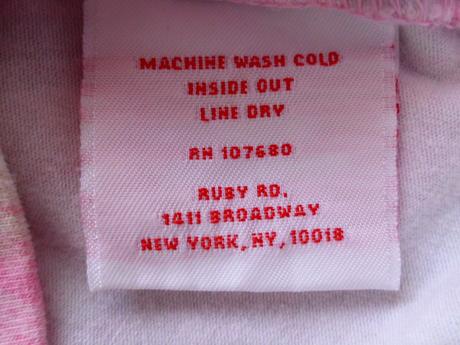 MACHINE WASH COLD
INSIDE OUT
LINE DRY
RN 107680
RUBY RD.
1411 BROADWAY
NEW YORK, NY, 10018